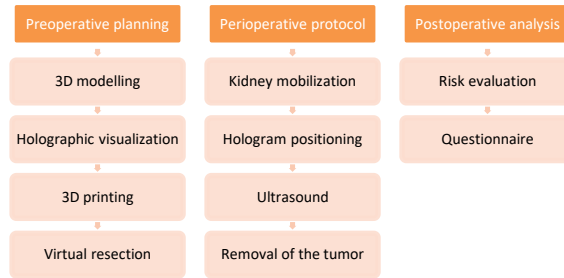 Preoperative planning
3D modelling
Holographic visualization
3D printing
Virtual resection
Perioperative protocol
Kidney mobilization
Hologram positioning
Ultrasound
Removal of the tumor
Postoperative analysis
Risk evaluation
Questionnaire